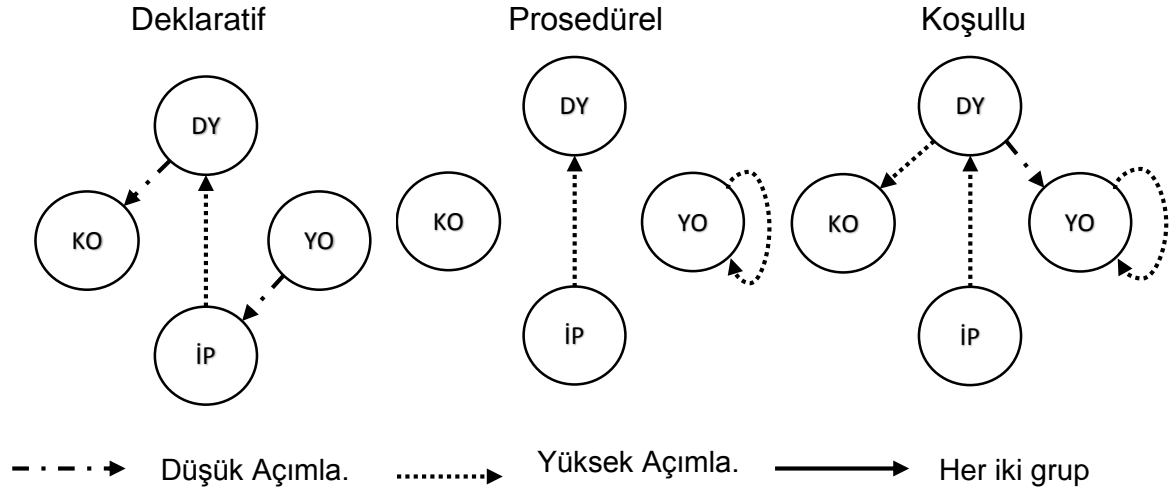 Deklaratif
Prosedürel
Koşullu
DY
KO
YO
İP
DY
KO
YO
İP
DY
KO
YO
İP
Düşük Açımla.
Yüksek Açımla.
Her iki grup